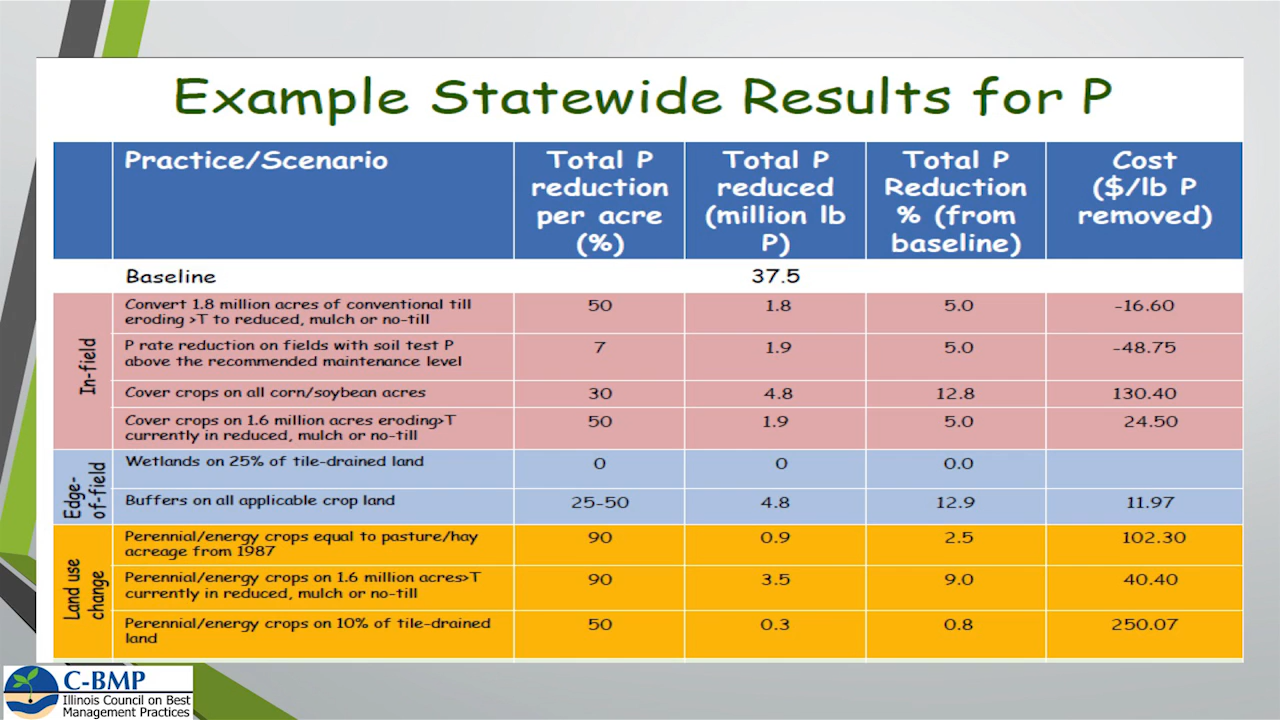 Example Statewide Results for P
Practice/Scenario
Total P
reduction
per acre
(%)
Total P
reduced
(million lb
P)
Total P
Reduction
% (from
baseline)
Cost
($/lb P
removed)
Baseline 37.5
In-field
Convert 1.8 million acres of conventional till
eroding >T to reduced, mulch or no-till
50 1.8 5.0 -16.60
P rate reduction on fields with soil test P
above the recommended maintenance level
7 1.9 5.0 -48.75
Cover crops on all corn/soybean acres 30 4.8 12.8 130.40
Cover crops on 1.6 million acres eroding>T
currently in reduced, mulch or no-till
50 1.9 5.0 24.50
Edge-
of-field
Wetlands on 25% of tile-drained land 0 0 0.0
Buffers on all applicable crop land 25-50 4.8 12.9 11.97
Land use
change
Perennial/energy crops equal to pasture/hay
acreage from 1987
90 0.9 2.5 102.30
Perennial/energy crops on 1.6 million acres>T
currently in reduced, mulch or no-till
90 3.5 9.0 40.40
Perennial/energy crops on 10% of tile-drained
land
50 0.3 0.8 250.07
C-BMP
Illinois Council on Best
Management Practices